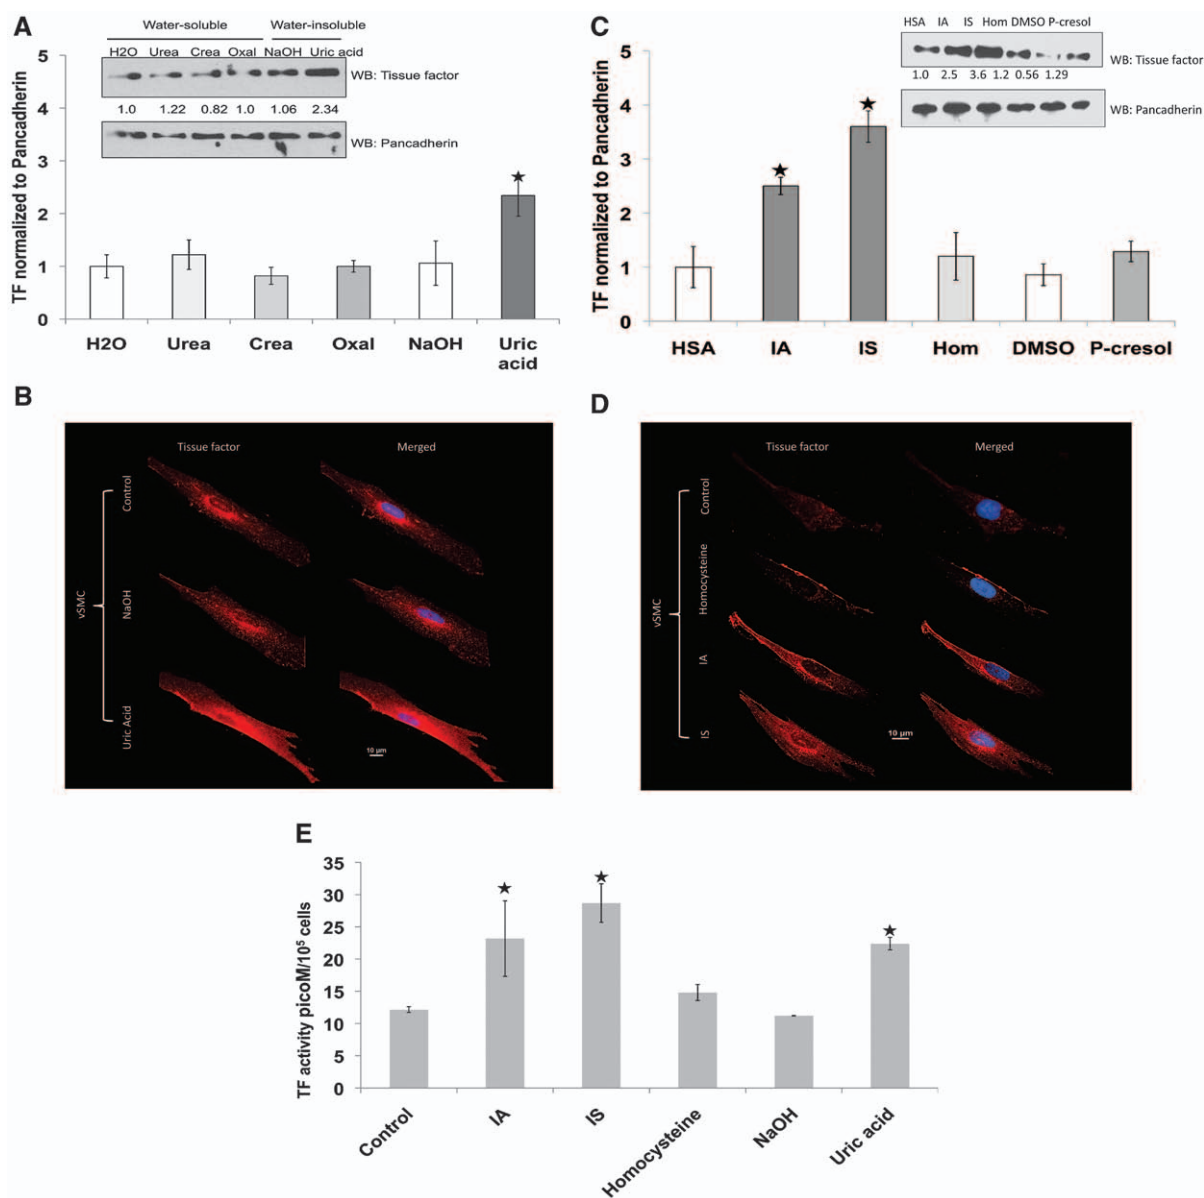 A
Water-soluble Water-insoluble
H2O Urea Crea Oxal NaOH Uric acid
WB: Tissue factor
1.0 1.22 0.82 1.0 1.06 2.34
WB: Pancadherin
TF normalized to Pancadherin
5
4
3
2
1
0
H2O Urea Crea Oxal NaOH Uric
acid
C
HSA IA IS Hom DMSO P-cresol
WB: Tissue factor
1.0 2.5 3.6 1.2 0.56 1.29
WB: Pancadherin
TF normalized to Pancadherin
5
4
3
2
1
0
HSA IA IS Hom DMSO P-cresol
B
Tissue factor Merged
vSMC
Control
NaOH
Uric Acid
10 µm
D
Tissue factor Merged
vSMC
Control
Homocysteine
IA
IS
10 µm
E
TF activity picoM/10⁵ cells
35
30
25
20
15
10
5
0
Control IA IS Homocysteine NaOH Uric acid